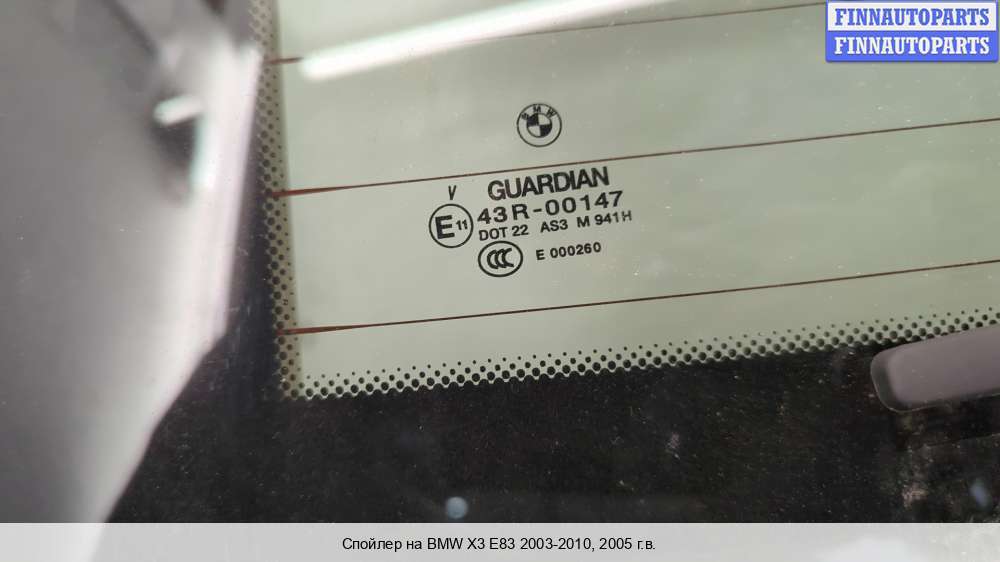 FINNAUTOPARTS
FINNAUTOPARTS
BMW
V
GUARDIAN
E11 43R-00147
DOT 22 AS3 M 941H
CCC E 000260
Спойлер на BMW X3 E83 2003-2010, 2005 г.в.